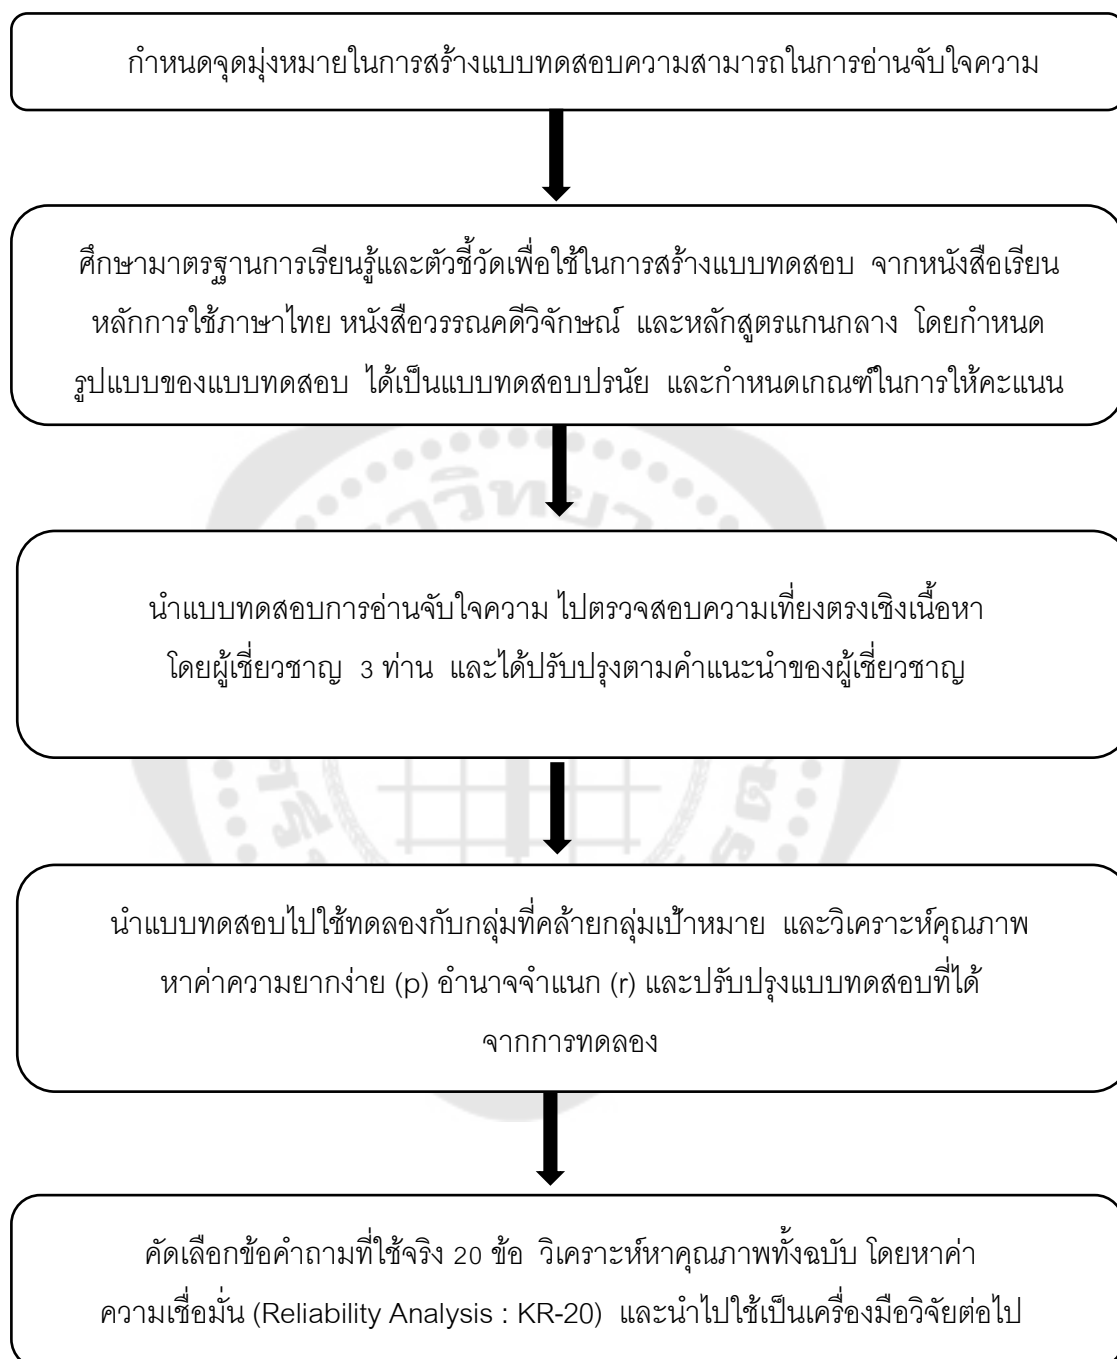 กำหนดจุดมุ่งหมายในการสร้างแบบทดสอบความสามารถในการอ่านจับใจความ
ศึกษามาตรฐานการเรียนรู้และตัวชี้วัดเพื่อใช้ในการสร้างแบบทดสอบ จากหนังสือเรียน
หลักการใช้ภาษาไทย หนังสือวรรณคดีวิจักษณ์ และหลักสูตรแกนกลาง โดยกำหนด
รูปแบบของแบบทดสอบ ได้เป็นแบบทดสอบปรนัย และกำหนดเกณฑ์ในการให้คะแนน
นำแบบทดสอบการอ่านจับใจความ ไปตรวจสอบความเที่ยงตรงเชิงเนื้อหา
โดยผู้เชี่ยวชาญ 3 ท่าน และได้ปรับปรุงตามคำแนะนำของผู้เชี่ยวชาญ
นำแบบทดสอบไปใช้ทดลองกับกลุ่มที่คล้ายกลุ่มเป้าหมาย และวิเคราะห์คุณภาพ
หาค่าความยากง่าย (p) อำนาจจำแนก (r) และปรับปรุงแบบทดสอบที่ได้
จากการทดลอง
คัดเลือกข้อคำถามที่ใช้จริง 20 ข้อ วิเคราะห์หาคุณภาพทั้งฉบับ โดยหาค่า
ความเชื่อมั่น (Reliability Analysis : KR-20) และนำไปใช้เป็นเครื่องมือวิจัยต่อไป